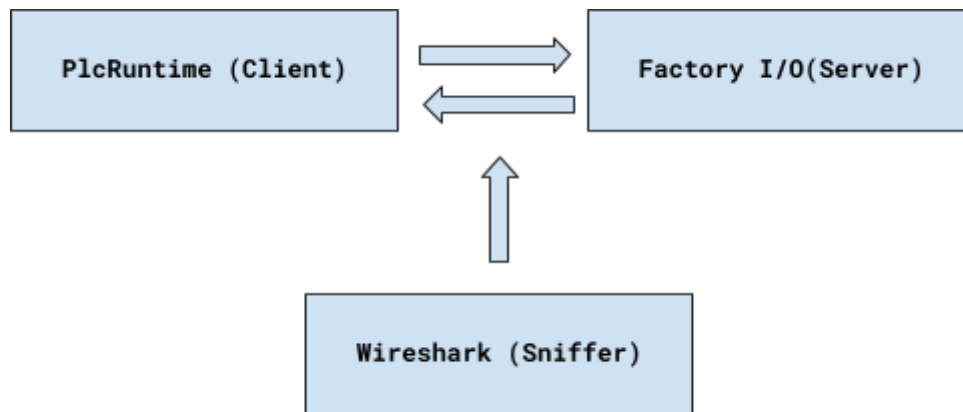 PlcRuntime (Client)
Factory I/O(Server)
Wireshark (Sniffer)